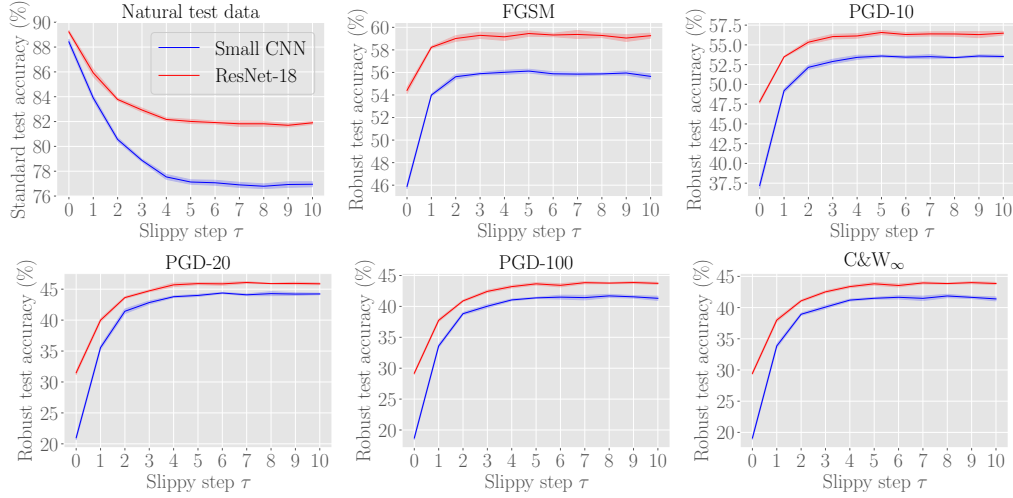 Natural test data
Standard test accuracy (%)
90
88
86
84
82
80
78
76
Small CNN
ResNet-18
0 1 2 3 4 5 6 7 8 9 10
Slippy step τ
FGSM
Robust test accuracy (%)
60
58
56
54
52
50
48
46
0 1 2 3 4 5 6 7 8 9 10
Slippy step τ
PGD-10
Robust test accuracy (%)
57.5
55.0
52.5
50.0
47.5
45.0
42.5
40.0
37.5
0 1 2 3 4 5 6 7 8 9 10
Slippy step τ
PGD-20
Robust test accuracy (%)
45
40
35
30
25
20
0 1 2 3 4 5 6 7 8 9 10
Slippy step τ
PGD-100
Robust test accuracy (%)
45
40
35
30
25
20
0 1 2 3 4 5 6 7 8 9 10
Slippy step τ
C&W∞
Robust test accuracy (%)
45
40
35
30
25
20
0 1 2 3 4 5 6 7 8 9 10
Slippy step τ